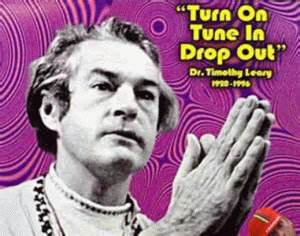 “Turn On
Tune In
Drop Out”
Dr. Timothy Leary
1920-1996